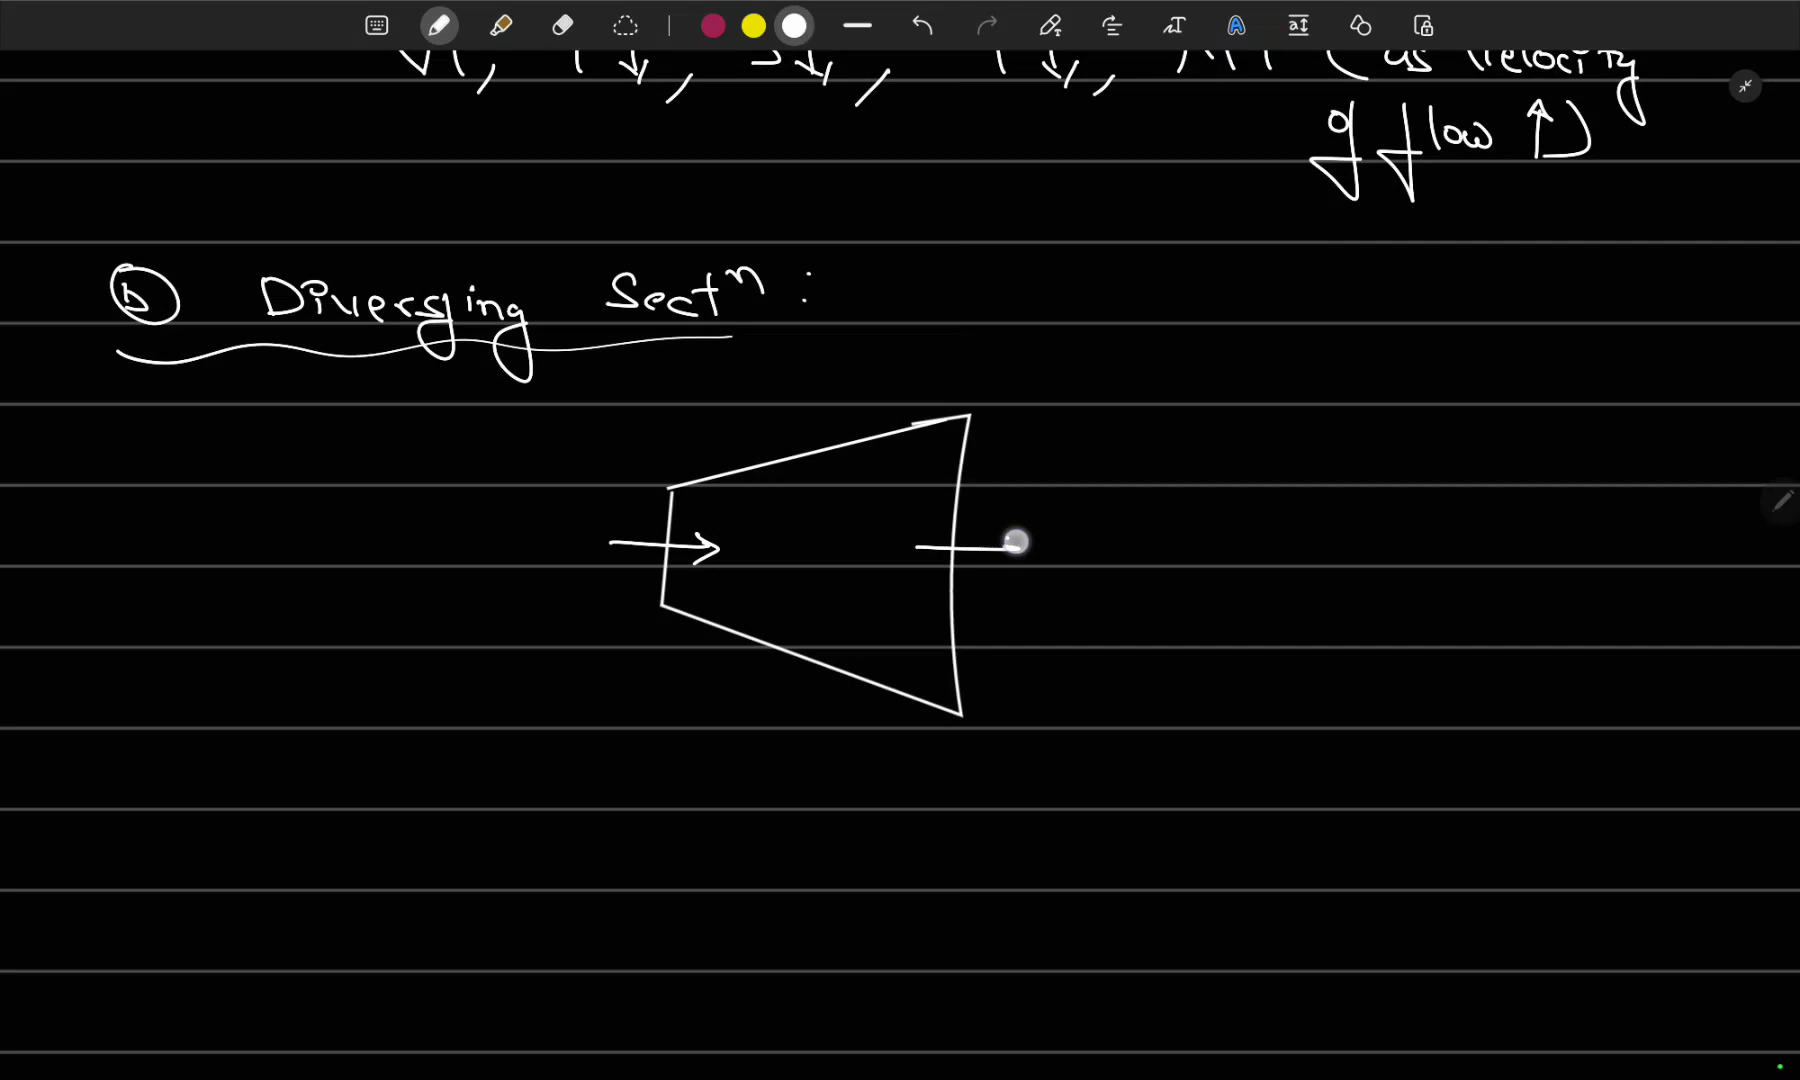 V↑, P↓, S↓, T↓, M↑ (as velocity
of flow ↑)
b Diverging Sectⁿ :